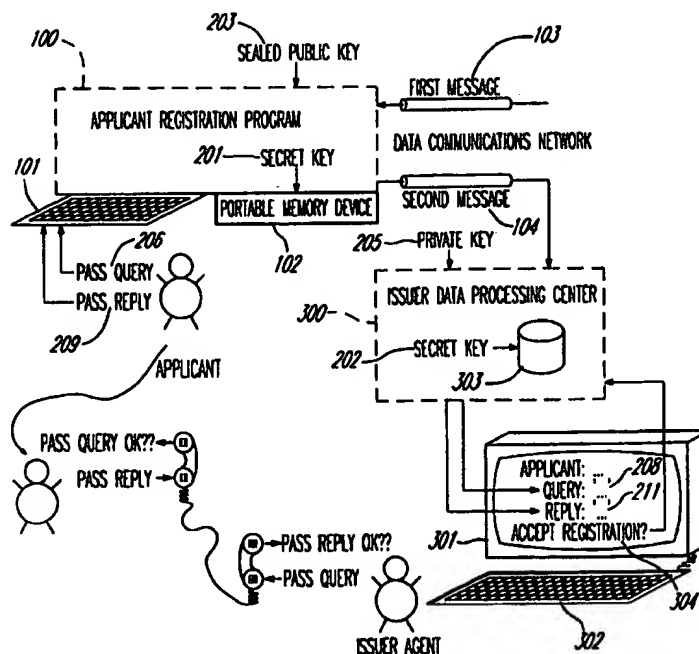 203
SEALED PUBLIC KEY
100
103
FIRST MESSAGE
APPLICANT REGISTRATION PROGRAM
201
SECRET KEY
DATA COMMUNICATIONS NETWORK
101
PORTABLE MEMORY DEVICE
102
SECOND MESSAGE
104
205
PRIVATE KEY
206
PASS QUERY
PASS REPLY
209
APPLICANT
300
ISSUER DATA PROCESSING CENTER
202
SECRET KEY
303
PASS QUERY OK??
PASS REPLY
APPLICANT: ...
208
QUERY: ...
211
REPLY: ...
ACCEPT REGISTRATION?
301
PASS REPLY OK??
PASS QUERY
304
302
ISSUER AGENT